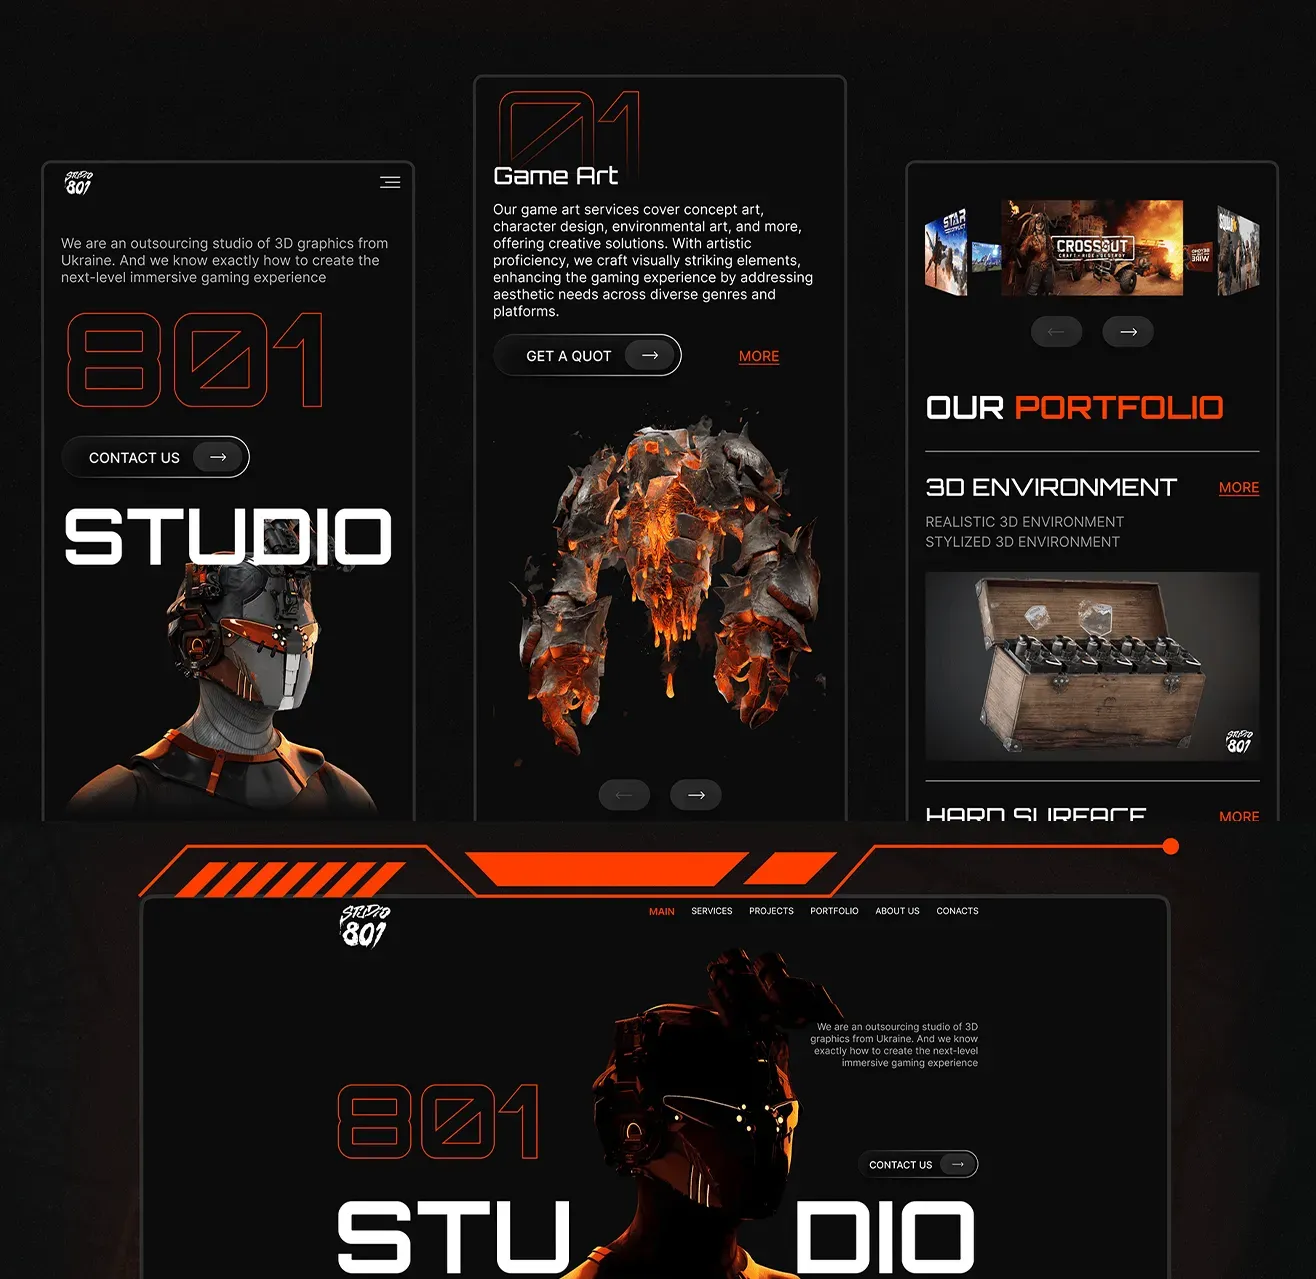 STUDIO
801
We are an outsourcing studio of 3D graphics from
Ukraine. And we know exactly how to create the
next-level immersive gaming experience
801
CONTACT US
STUDIO
01
Game Art
Our game art services cover concept art,
character design, environmental art, and more,
offering creative solutions. With artistic
proficiency, we craft visually striking elements,
enhancing the gaming experience by addressing
aesthetic needs across diverse genres and
platforms.
GET A QUOT
MORE
STAR
CONFLICT
CROSSOUT
CRAFT • RIDE • DESTROY
OUR PORTFOLIO
3D ENVIRONMENT
MORE
REALISTIC 3D ENVIRONMENT
STYLIZED 3D ENVIRONMENT
STUDIO
801
HARD SURFACE
MORE
STUDIO
801
MAIN SERVICES PROJECTS PORTFOLIO ABOUT US CONACTS
We are an outsourcing studio of 3D
graphics from Ukraine. And we know
exactly how to create the next-level
immersive gaming experience
801
CONTACT US
STUDIO